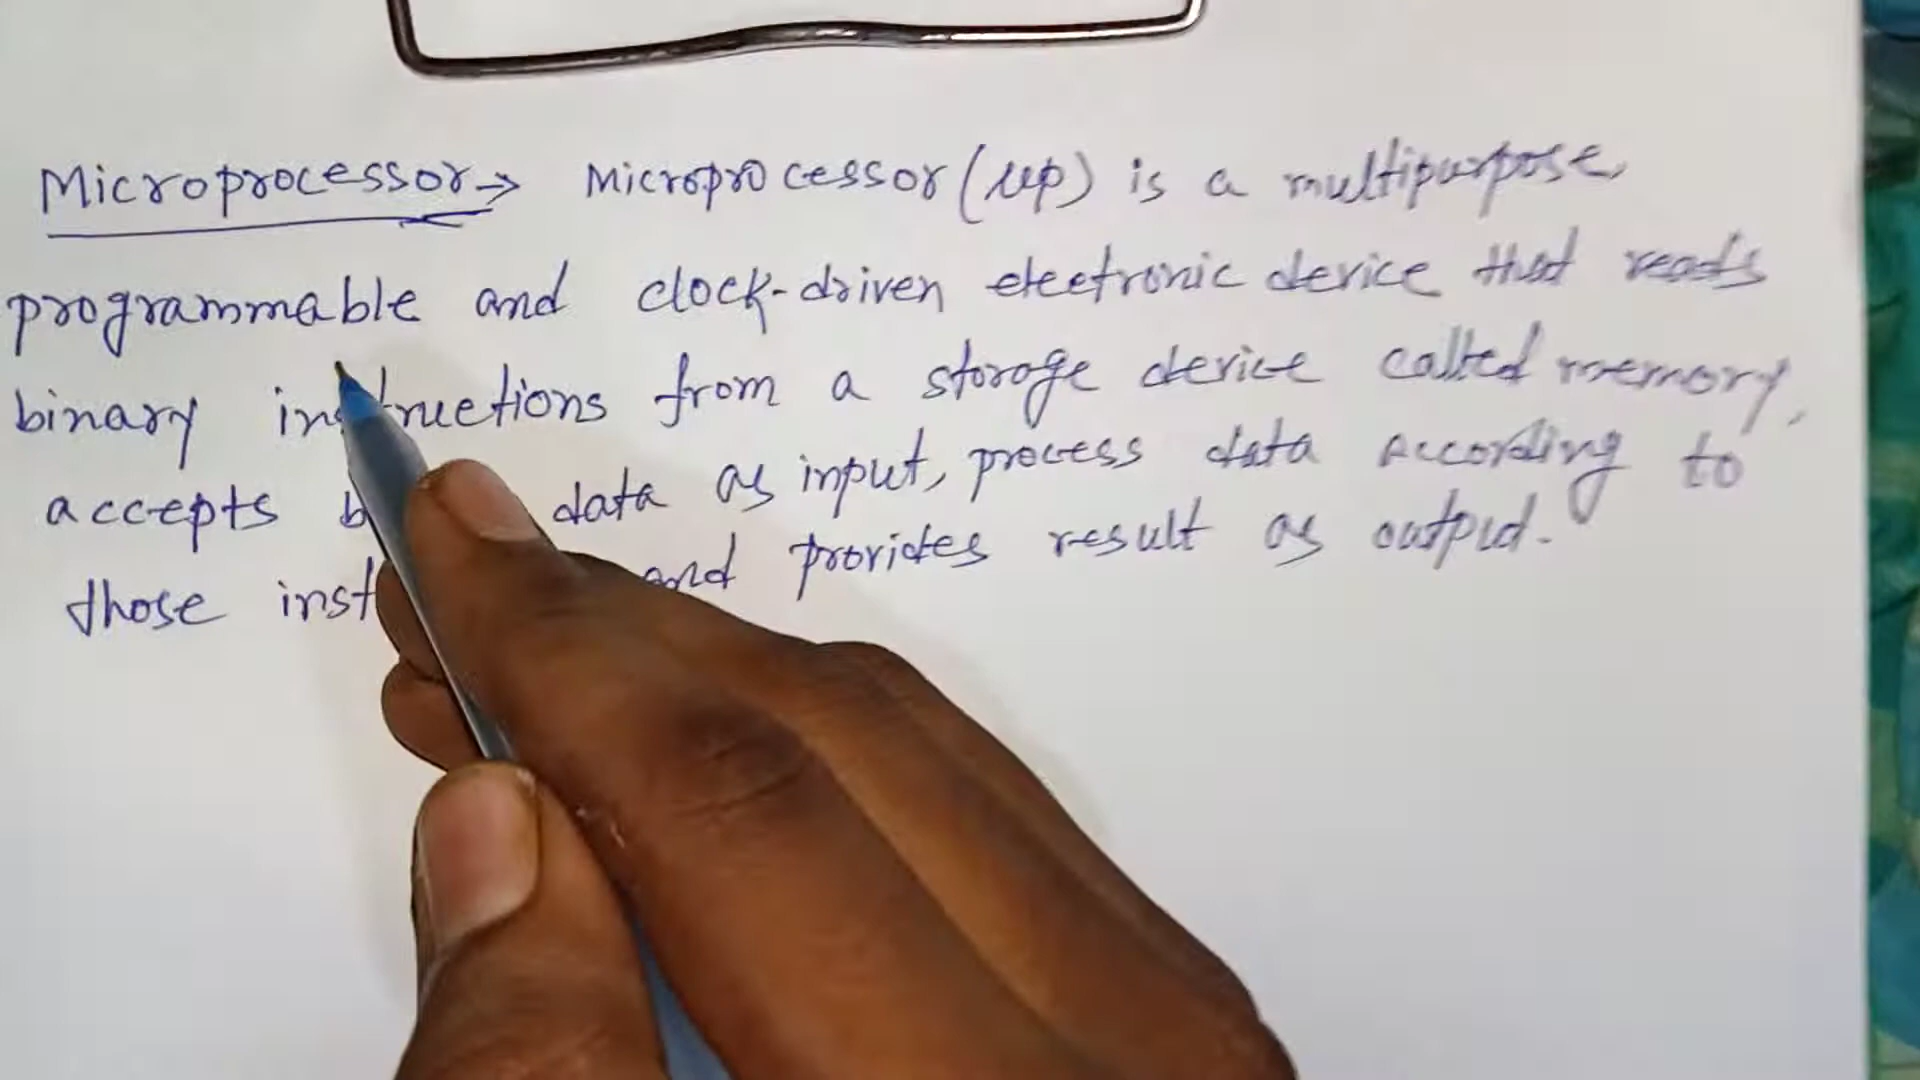 Microprocessor→ Microprocessor (μp) is a multipurpose,
programmable and clock-driven electronic device that reads
binary instructions from a storage device called memory,
accepts data as input, process data according to
those and provides result as output.